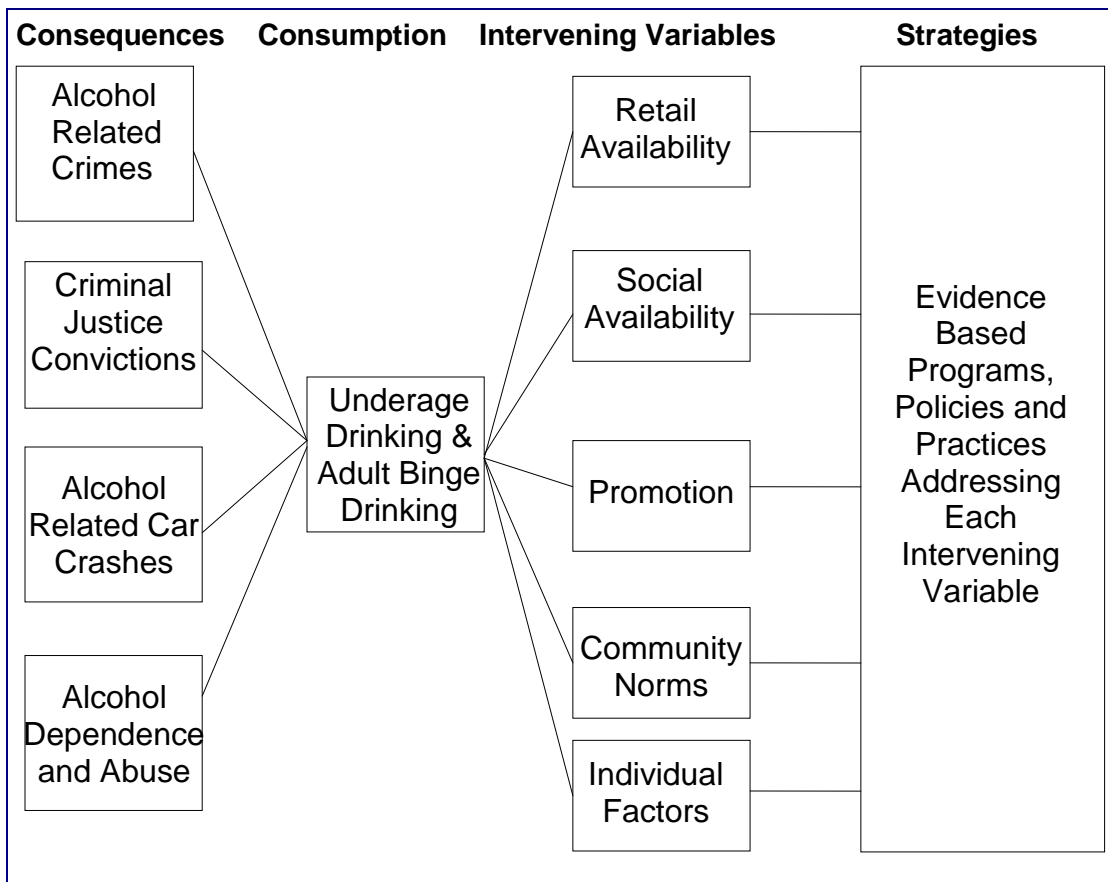 Consequences Consumption Intervening Variables Strategies
Alcohol
Related
Crimes
Criminal
Justice
Convictions
Alcohol
Related Car
Crashes
Alcohol
Dependence
and Abuse
Underage
Drinking &
Adult Binge
Drinking
Retail
Availability
Social
Availability
Promotion
Community
Norms
Individual
Factors
Evidence
Based
Programs,
Policies and
Practices
Addressing
Each
Intervening
Variable